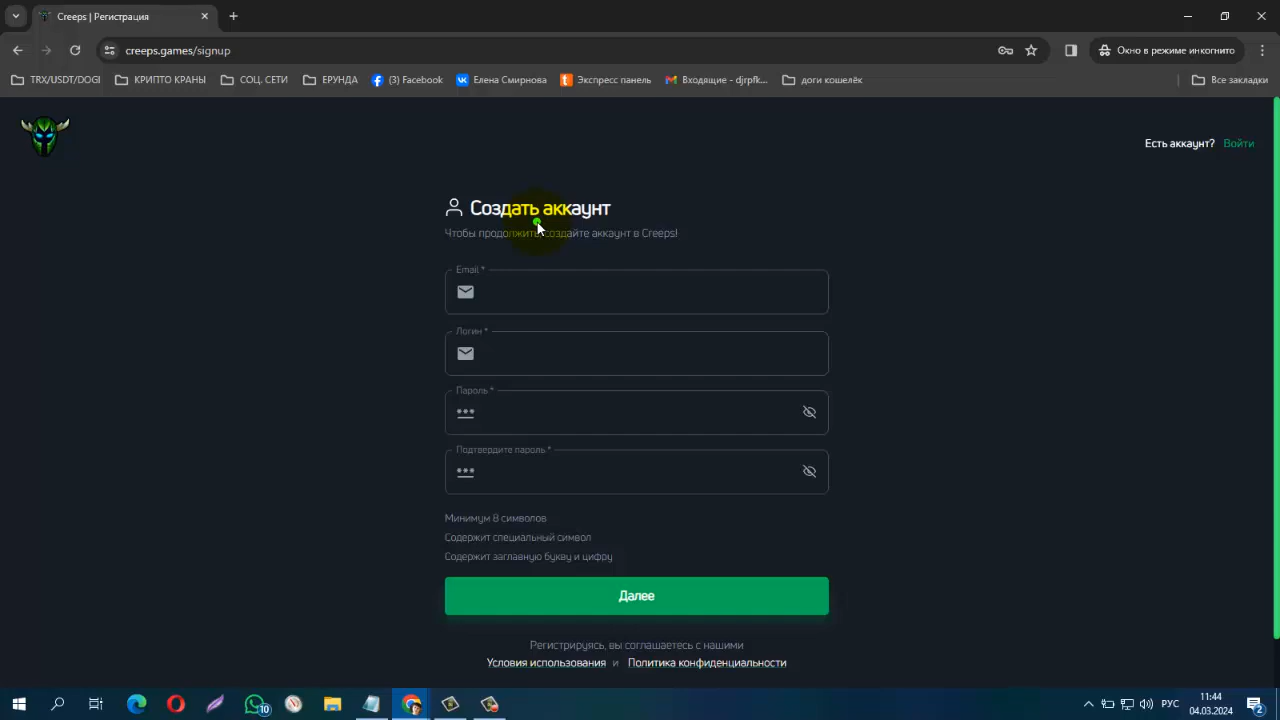 Creeps | Регистрация
creeps.games/signup
Окно в режиме инкогнито
TRX/USDT/DOGI
КРИПТО КРАНЫ
СОЦ. СЕТИ
ЕРУНДА
(3) Facebook
Елена Смирнова
Экспресс панель
Входящие - djrpfk...
доги кошелёк
Все закладки
Есть аккаунт? Войти
Создать аккаунт
Чтобы продолжить, создайте аккаунт в Creeps!
Email *
Логин *
Пароль *
Подтвердите пароль *
Минимум 8 символов
Содержит специальный символ
Содержит заглавную букву и цифру
Далее
Регистрируясь, вы соглашаетесь с нашими
Условия использования и Политика конфиденциальности
10
РУС
11:44
04.03.2024
2